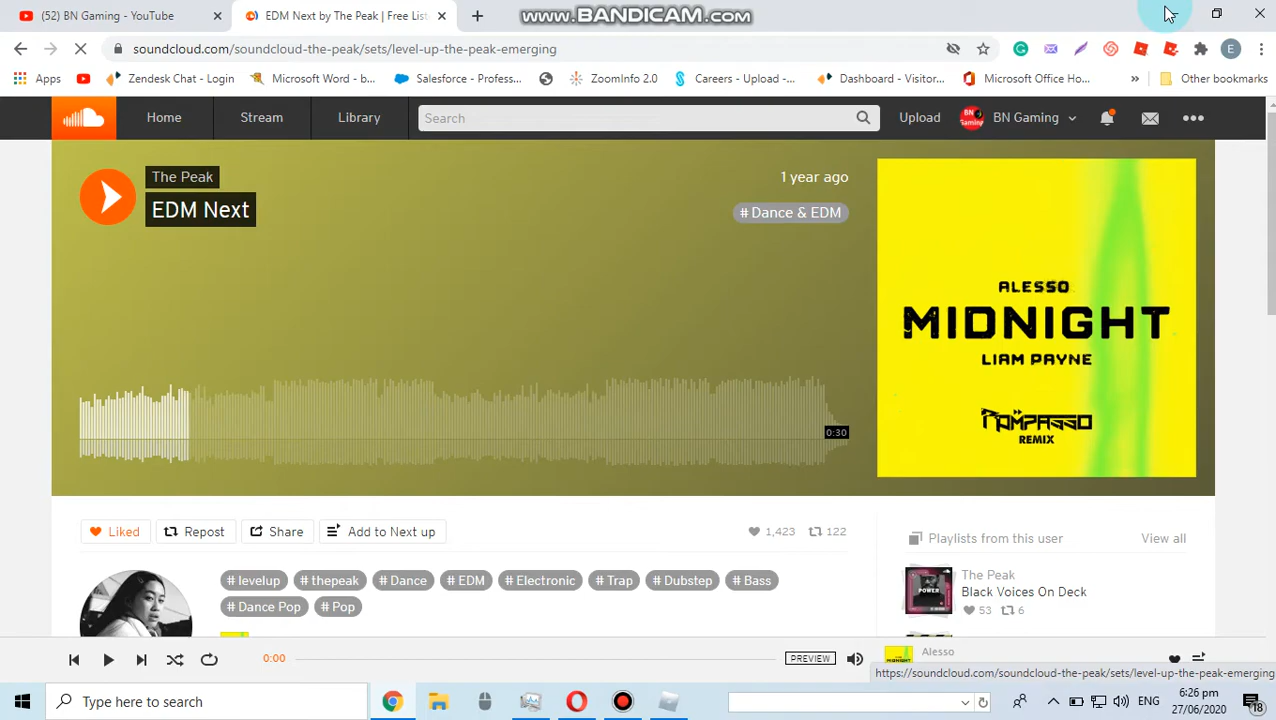 (52) BN Gaming - YouTube
EDM Next by The Peak | Free Lis
www.BANDICAM.com
soundcloud.com/soundcloud-the-peak/sets/level-up-the-peak-emerging
E
Apps
Zendesk Chat - Login
Microsoft Word - b...
Salesforce - Profess...
ZoomInfo 2.0
Careers - Upload -...
Dashboard - Visitor...
Microsoft Office Ho...
Other bookmarks
Home
Stream
Library
Search
Upload
BN Gaming
BN Gaming
The Peak
EDM Next
1 year ago
# Dance & EDM
ALESSO
MIDNIGHT
LIAM PAYNE
ROMPASSO
REMIX
0:30
Liked
Repost
Share
Add to Next up
1,423
122
Playlists from this user
View all
# levelup
# thepeak
# Dance
# EDM
# Electronic
# Trap
# Dubstep
# Bass
# Dance Pop
# Pop
POWER
The Peak
Black Voices On Deck
53
6
0:00
PREVIEW
Alesso
https://soundcloud.com/soundcloud-the-peak/sets/level-up-the-peak-emerging
Type here to search
ENG
6:26 pm
27/06/2020
18